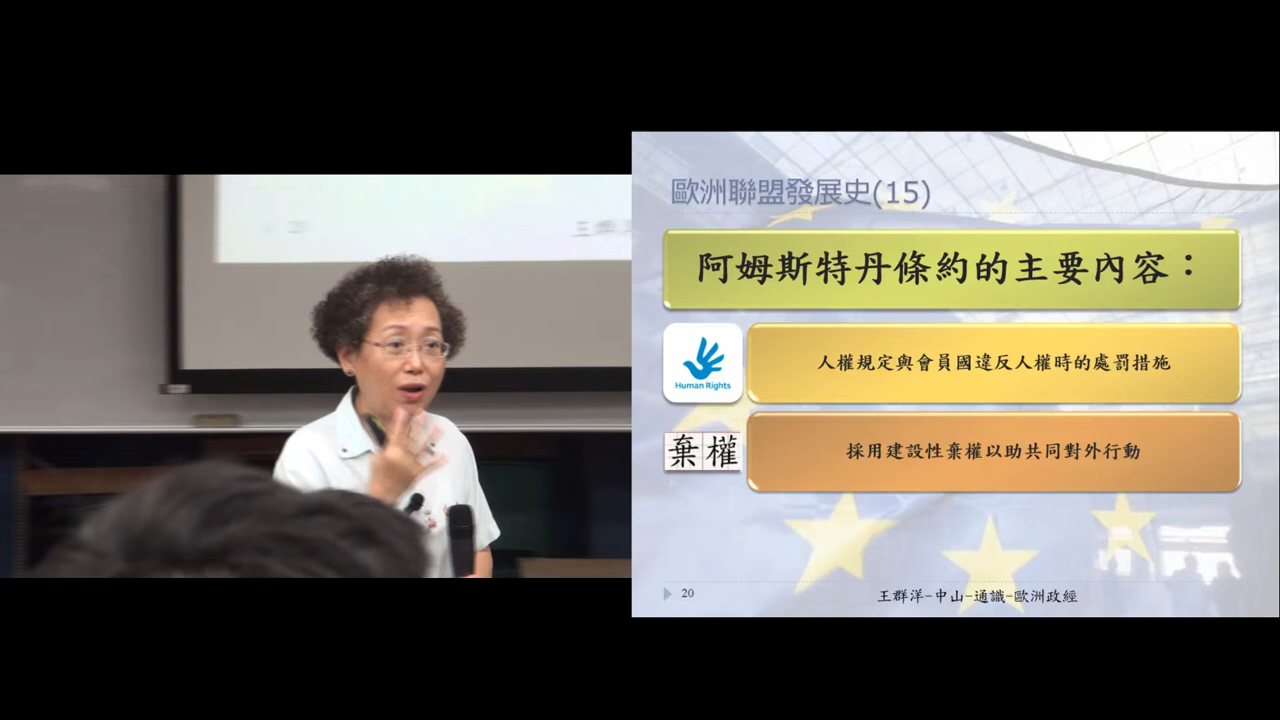 歐洲聯盟發展史(15)
阿姆斯特丹條約的主要內容：
Human Rights
人權規定與會員國違反人權時的處罰措施
棄權
採用建設性棄權以助共同對外行動
20
王群洋-中山-通識-歐洲政經